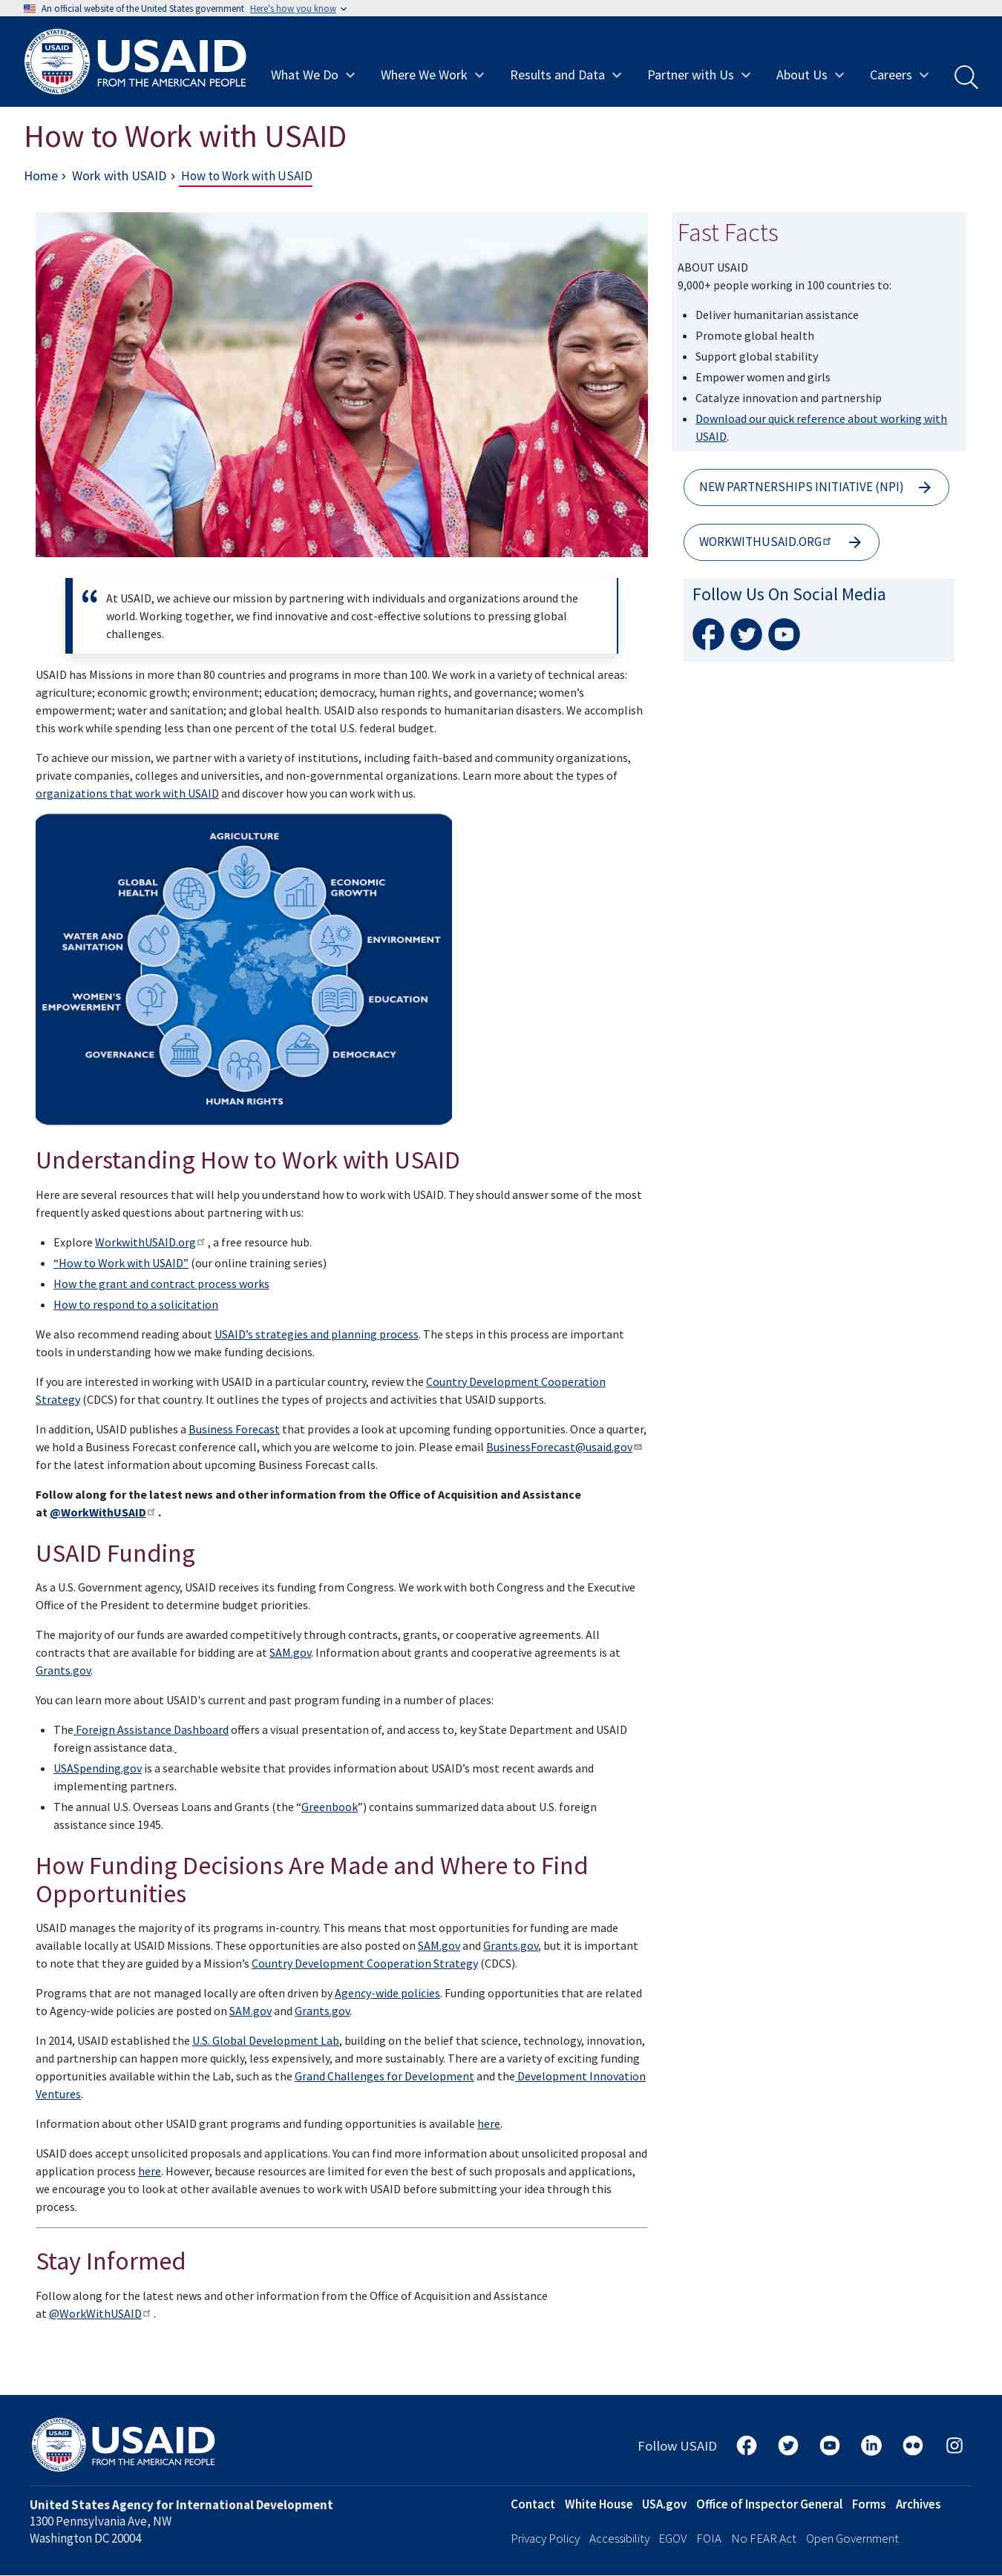 An official website of the United States government Here's how you know
USAID
FROM THE AMERICAN PEOPLE
What We Do
Where We Work
Results and Data
Partner with Us
About Us
Careers
How to Work with USAID
Home › Work with USAID › How to Work with USAID
At USAID, we achieve our mission by partnering with individuals and organizations around the
world. Working together, we find innovative and cost-effective solutions to pressing global
challenges.
USAID has Missions in more than 80 countries and programs in more than 100. We work in a variety of technical areas:
agriculture; economic growth; environment; education; democracy, human rights, and governance; women’s
empowerment; water and sanitation; and global health. USAID also responds to humanitarian disasters. We accomplish
this work while spending less than one percent of the total U.S. federal budget.
To achieve our mission, we partner with a variety of institutions, including faith-based and community organizations,
private companies, colleges and universities, and non-governmental organizations. Learn more about the types of
organizations that work with USAID and discover how you can work with us.
AGRICULTURE
GLOBAL
HEALTH
ECONOMIC
GROWTH
WATER AND
SANITATION
ENVIRONMENT
WOMEN'S
EMPOWERMENT
EDUCATION
GOVERNANCE
DEMOCRACY
HUMAN RIGHTS
Understanding How to Work with USAID
Here are several resources that will help you understand how to work with USAID. They should answer some of the most
frequently asked questions about partnering with us:
• Explore WorkwithUSAID.org , a free resource hub.
• “How to Work with USAID” (our online training series)
• How the grant and contract process works
• How to respond to a solicitation
We also recommend reading about USAID’s strategies and planning process. The steps in this process are important
tools in understanding how we make funding decisions.
If you are interested in working with USAID in a particular country, review the Country Development Cooperation
Strategy (CDCS) for that country. It outlines the types of projects and activities that USAID supports.
In addition, USAID publishes a Business Forecast that provides a look at upcoming funding opportunities. Once a quarter,
we hold a Business Forecast conference call, which you are welcome to join. Please email BusinessForecast@usaid.gov
for the latest information about upcoming Business Forecast calls.
Follow along for the latest news and other information from the Office of Acquisition and Assistance
at @WorkWithUSAID .
USAID Funding
As a U.S. Government agency, USAID receives its funding from Congress. We work with both Congress and the Executive
Office of the President to determine budget priorities.
The majority of our funds are awarded competitively through contracts, grants, or cooperative agreements. All
contracts that are available for bidding are at SAM.gov. Information about grants and cooperative agreements is at
Grants.gov.
You can learn more about USAID's current and past program funding in a number of places:
• The Foreign Assistance Dashboard offers a visual presentation of, and access to, key State Department and USAID
foreign assistance data.
• USASpending.gov is a searchable website that provides information about USAID’s most recent awards and
implementing partners.
• The annual U.S. Overseas Loans and Grants (the “Greenbook”) contains summarized data about U.S. foreign
assistance since 1945.
How Funding Decisions Are Made and Where to Find
Opportunities
USAID manages the majority of its programs in-country. This means that most opportunities for funding are made
available locally at USAID Missions. These opportunities are also posted on SAM.gov and Grants.gov, but it is important
to note that they are guided by a Mission’s Country Development Cooperation Strategy (CDCS).
Programs that are not managed locally are often driven by Agency-wide policies. Funding opportunities that are related
to Agency-wide policies are posted on SAM.gov and Grants.gov.
In 2014, USAID established the U.S. Global Development Lab, building on the belief that science, technology, innovation,
and partnership can happen more quickly, less expensively, and more sustainably. There are a variety of exciting funding
opportunities available within the Lab, such as the Grand Challenges for Development and the Development Innovation
Ventures.
Information about other USAID grant programs and funding opportunities is available here.
USAID does accept unsolicited proposals and applications. You can find more information about unsolicited proposal and
application process here. However, because resources are limited for even the best of such proposals and applications,
we encourage you to look at other available avenues to work with USAID before submitting your idea through this
process.
Stay Informed
Follow along for the latest news and other information from the Office of Acquisition and Assistance
at @WorkWithUSAID .
Fast Facts
ABOUT USAID
9,000+ people working in 100 countries to:
• Deliver humanitarian assistance
• Promote global health
• Support global stability
• Empower women and girls
• Catalyze innovation and partnership
• Download our quick reference about working with
USAID.
NEW PARTNERSHIPS INITIATIVE (NPI)
WORKWITHUSAID.ORG
Follow Us On Social Media
USAID
FROM THE AMERICAN PEOPLE
Follow USAID
United States Agency for International Development
1300 Pennsylvania Ave, NW
Washington DC 20004
Contact White House USA.gov Office of Inspector General Forms Archives
Privacy Policy Accessibility EGOV FOIA No FEAR Act Open Government